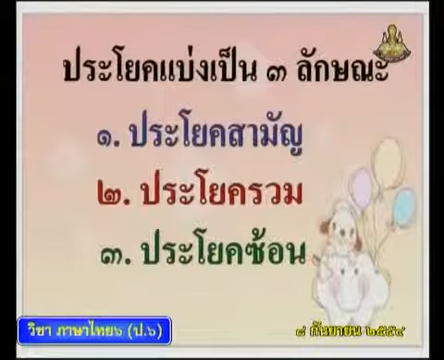 ประโยคแบ่งเป็น ๓ ลักษณะ
๑. ประโยคสามัญ
๒. ประโยครวม
๓. ประโยคซ้อน
วิชา ภาษาไทย๖ (ป.๖)
๘ กันยายน ๒๕๕๔